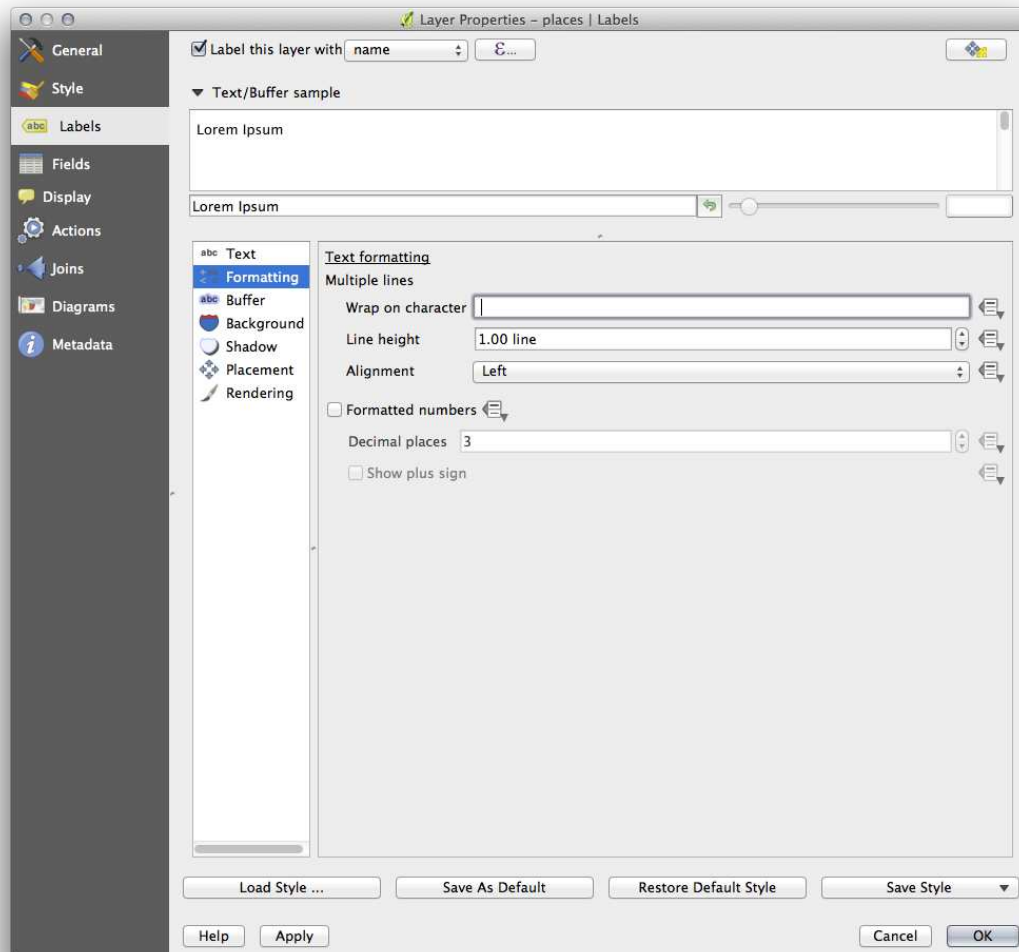 Layer Properties - places | Labels
General
Style
abc Labels
Fields
Display
Actions
Joins
Diagrams
i Metadata
Label this layer with name ε...
Text/Buffer sample
Lorem Ipsum
Lorem Ipsum
abc Text
Formatting
abc Buffer
Background
Shadow
Placement
Rendering
Text formatting
Multiple lines
Wrap on character
Line height 1.00 line
Alignment Left
Formatted numbers
Decimal places 3
Show plus sign
Load Style ... Save As Default Restore Default Style Save Style
Help Apply Cancel OK